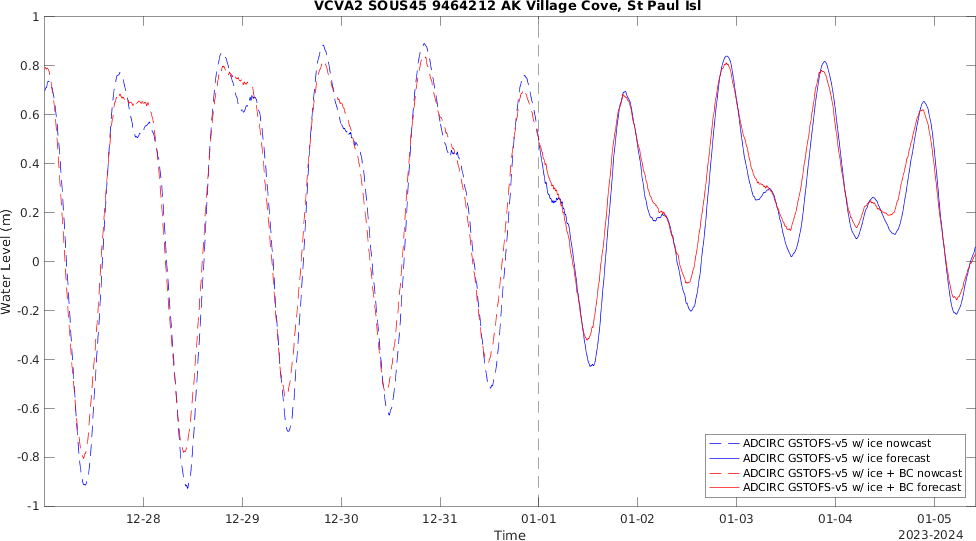 VCVA2 SOUS45 9464212 AK Village Cove, St Paul Isl
Water Level (m)
1
0.8
0.6
0.4
0.2
0
-0.2
-0.4
-0.6
-0.8
-1
ADCIRC GSTOFS-v5 w/ ice nowcast
ADCIRC GSTOFS-v5 w/ ice forecast
ADCIRC GSTOFS-v5 w/ ice + BC nowcast
ADCIRC GSTOFS-v5 w/ ice + BC forecast
12-28 12-29 12-30 12-31 01-01 01-02 01-03 01-04 01-05
Time
2023-2024